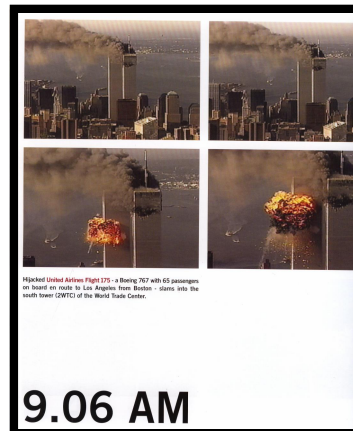 Hijacked United Airlines Flight 175 - a Boeing 767 with 65 passengers
on board en route to Los Angeles from Boston - slams into the
south tower (2WTC) of the World Trade Center.
9.06 AM